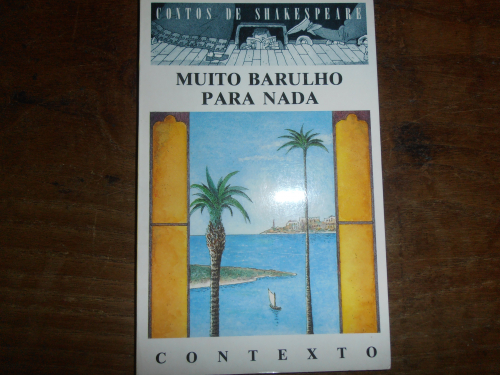 CONTOS DE SHAKESPEARE
MUITO BARULHO
PARA NADA
CONTEXTO